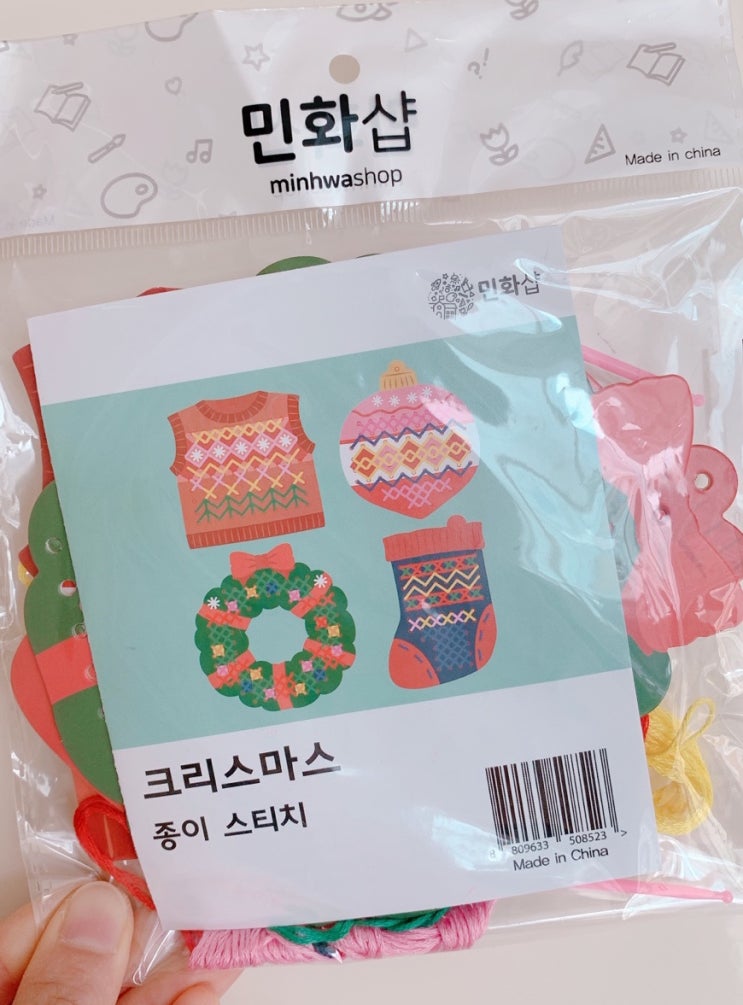 민화샵
minhwashop
Made in china
민화샵
크리스마스
종이 스티치
8 809633 508523 >
Made in China